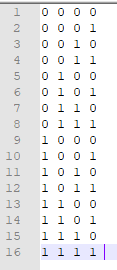 1 0 0 0 0
2 0 0 0 1
3 0 0 1 0
4 0 0 1 1
5 0 1 0 0
6 0 1 0 1
7 0 1 1 0
8 0 1 1 1
9 1 0 0 0
10 1 0 0 1
11 1 0 1 0
12 1 0 1 1
13 1 1 0 0
14 1 1 0 1
15 1 1 1 0
16 1 1 1 1